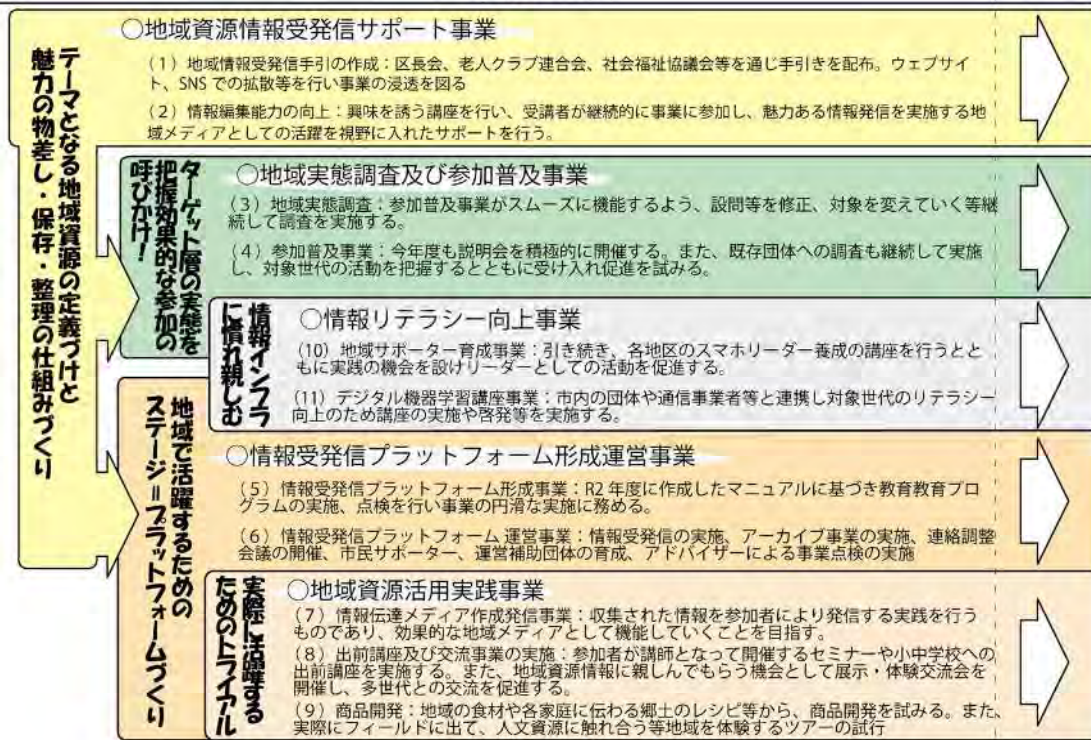 テーマとなる地域資源の定義づけと
魅力の物差し・保存・整理の仕組みづくり
○地域資源情報受発信サポート事業
（1）地域情報受発信手引の作成：区長会、老人クラブ連合会、社会福祉協議会等を通じ手引きを配布。ウェブサイ
ト、SNS での拡散等を行い事業の浸透を図る
（2）情報編集能力の向上：興味を誘う講座を行い、受講者が継続的に事業に参加し、魅力ある情報発信を実施する地
域メディアとしての活躍を視野に入れたサポートを行う。
ターゲット層の実態を
把握効果的な参加の
呼びかけ！
○地域実態調査及び参加普及事業
（3）地域実態調査：参加普及事業がスムーズに機能するよう、設問等を修正、対象を変えていく等継
続して調査を実施する。
（4）参加普及事業：今年度も説明会を積極的に開催する。また、既存団体への調査も継続して実施
し、対象世代の活動を把握するとともに受け入れ促進を試みる。
情報インフラ
に慣れ親しむ
○情報リテラシー向上事業
（10）地域サポーター育成事業：引き続き、各地区のスマホリーダー養成の講座を行うとと
もに実践の機会を設けリーダーとしての活動を促進する。
（11）デジタル機器学習講座事業：市内の団体や通信事業者等と連携し対象世代のリテラシー
向上のため講座の実施や啓発等を実施する。
地域で活躍するための
ステージ＝プラットフォームづくり
○情報受発信プラットフォーム形成運営事業
（5）情報受発信プラットフォーム形成事業：R2 年度に作成したマニュアルに基づき教育教育プロ
グラムの実施、点検を行い事業の円滑な実施に務める。
（6）情報受発信プラットフォーム 運営事業：情報受発信の実施、アーカイブ事業の実施、連絡調整
会議の開催、市民サポーター、運営補助団体の育成、アドバイザーによる事業点検の実施
実際に活躍する
ためのトライアル
○地域資源活用実践事業
（7）情報伝達メディア作成発信事業：収集された情報を参加者により発信する実践を行う
ものであり、効果的な地域メディアとして機能していくことを目指す。
（8）出前講座及び交流事業の実施：参加者が講師となって開催するセミナーや小中学校への
出前講座を実施する。また、地域資源情報に親しんでもらう機会として展示・体験交流会を
開催し、多世代との交流を促進する。
（9）商品開発：地域の食材や各家庭に伝わる郷土のレシピ等から、商品開発を試みる。また、
実際にフィールドに出て、人文資源に触れ合う等地域を体験するツアーの試行